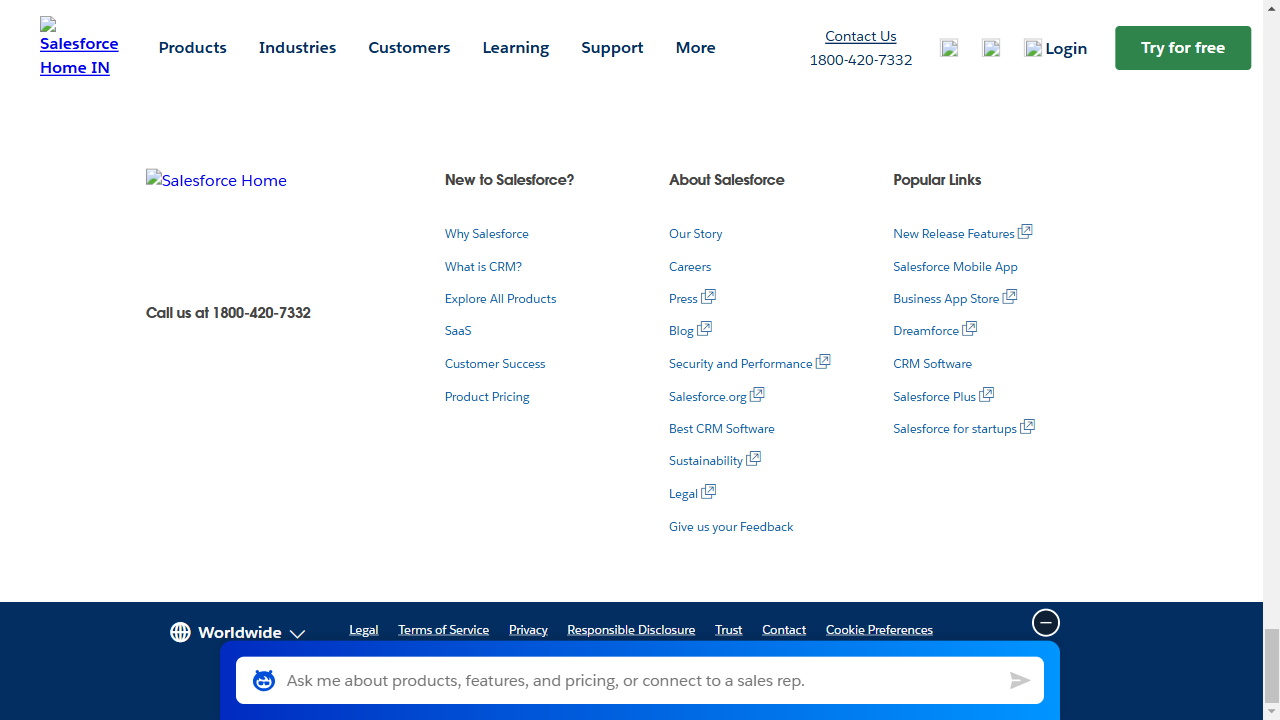 Salesforce Home IN
Products Industries Customers Learning Support More
Contact Us
1800-420-7332
Login
Try for free
Salesforce Home
Call us at 1800-420-7332
New to Salesforce?
Why Salesforce
What is CRM?
Explore All Products
SaaS
Customer Success
Product Pricing
About Salesforce
Our Story
Careers
Press
Blog
Security and Performance
Salesforce.org
Best CRM Software
Sustainability
Legal
Give us your Feedback
Popular Links
New Release Features
Salesforce Mobile App
Business App Store
Dreamforce
CRM Software
Salesforce Plus
Salesforce for startups
Worldwide
Legal Terms of Service Privacy Responsible Disclosure Trust Contact Cookie Preferences
Ask me about products, features, and pricing, or connect to a sales rep.